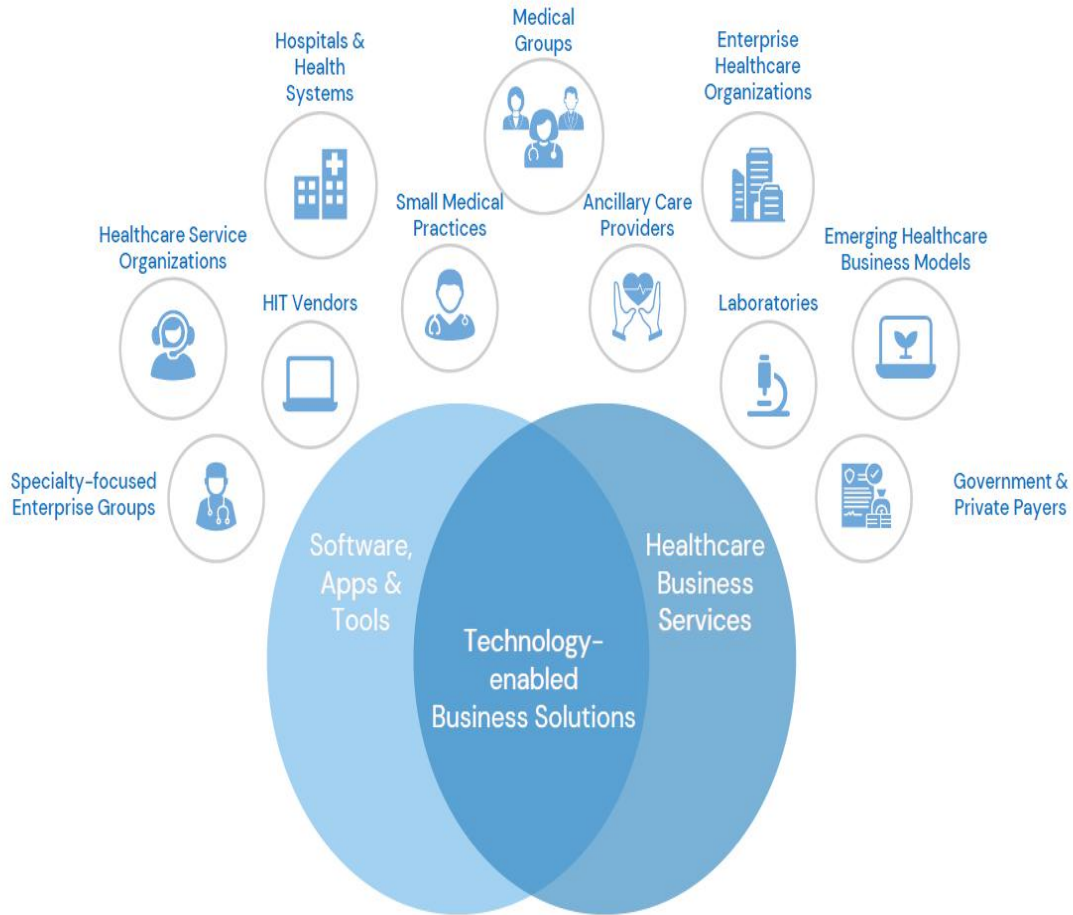 Medical
Groups
Hospitals &
Health
Systems
Enterprise
Healthcare
Organizations
Small Medical
Practices
Ancillary Care
Providers
Healthcare Service
Organizations
Emerging Healthcare
Business Models
HIT Vendors
Laboratories
Specialty-focused
Enterprise Groups
Government &
Private Payers
Software,
Apps &
Tools
Healthcare
Business
Services
Technology-
enabled
Business Solutions